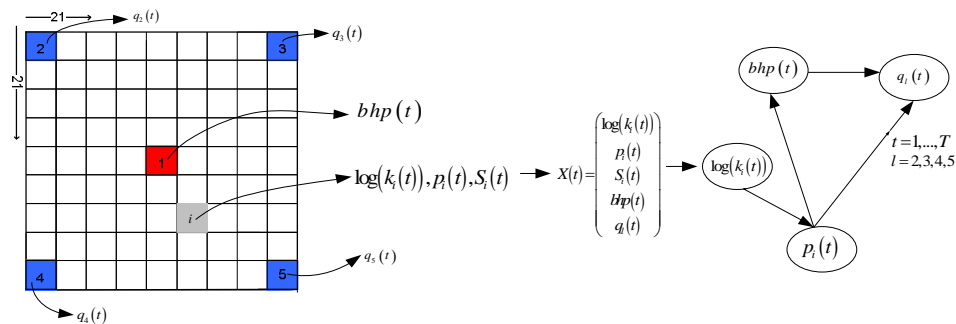 21
q₂(t)
21
2
3
q₃(t)
bhp(t)
1
log(kᵢ(t)), pᵢ(t), Sᵢ(t)
i
4
5
q₅(t)
q₄(t)
X(t) =
log(kᵢ(t))
pᵢ(t)
Sᵢ(t)
bhp(t)
qₗ(t)
bhp(t)
qₗ(t)
t = 1,...,T
l = 2,3,4,5
log(kᵢ(t))
pᵢ(t)